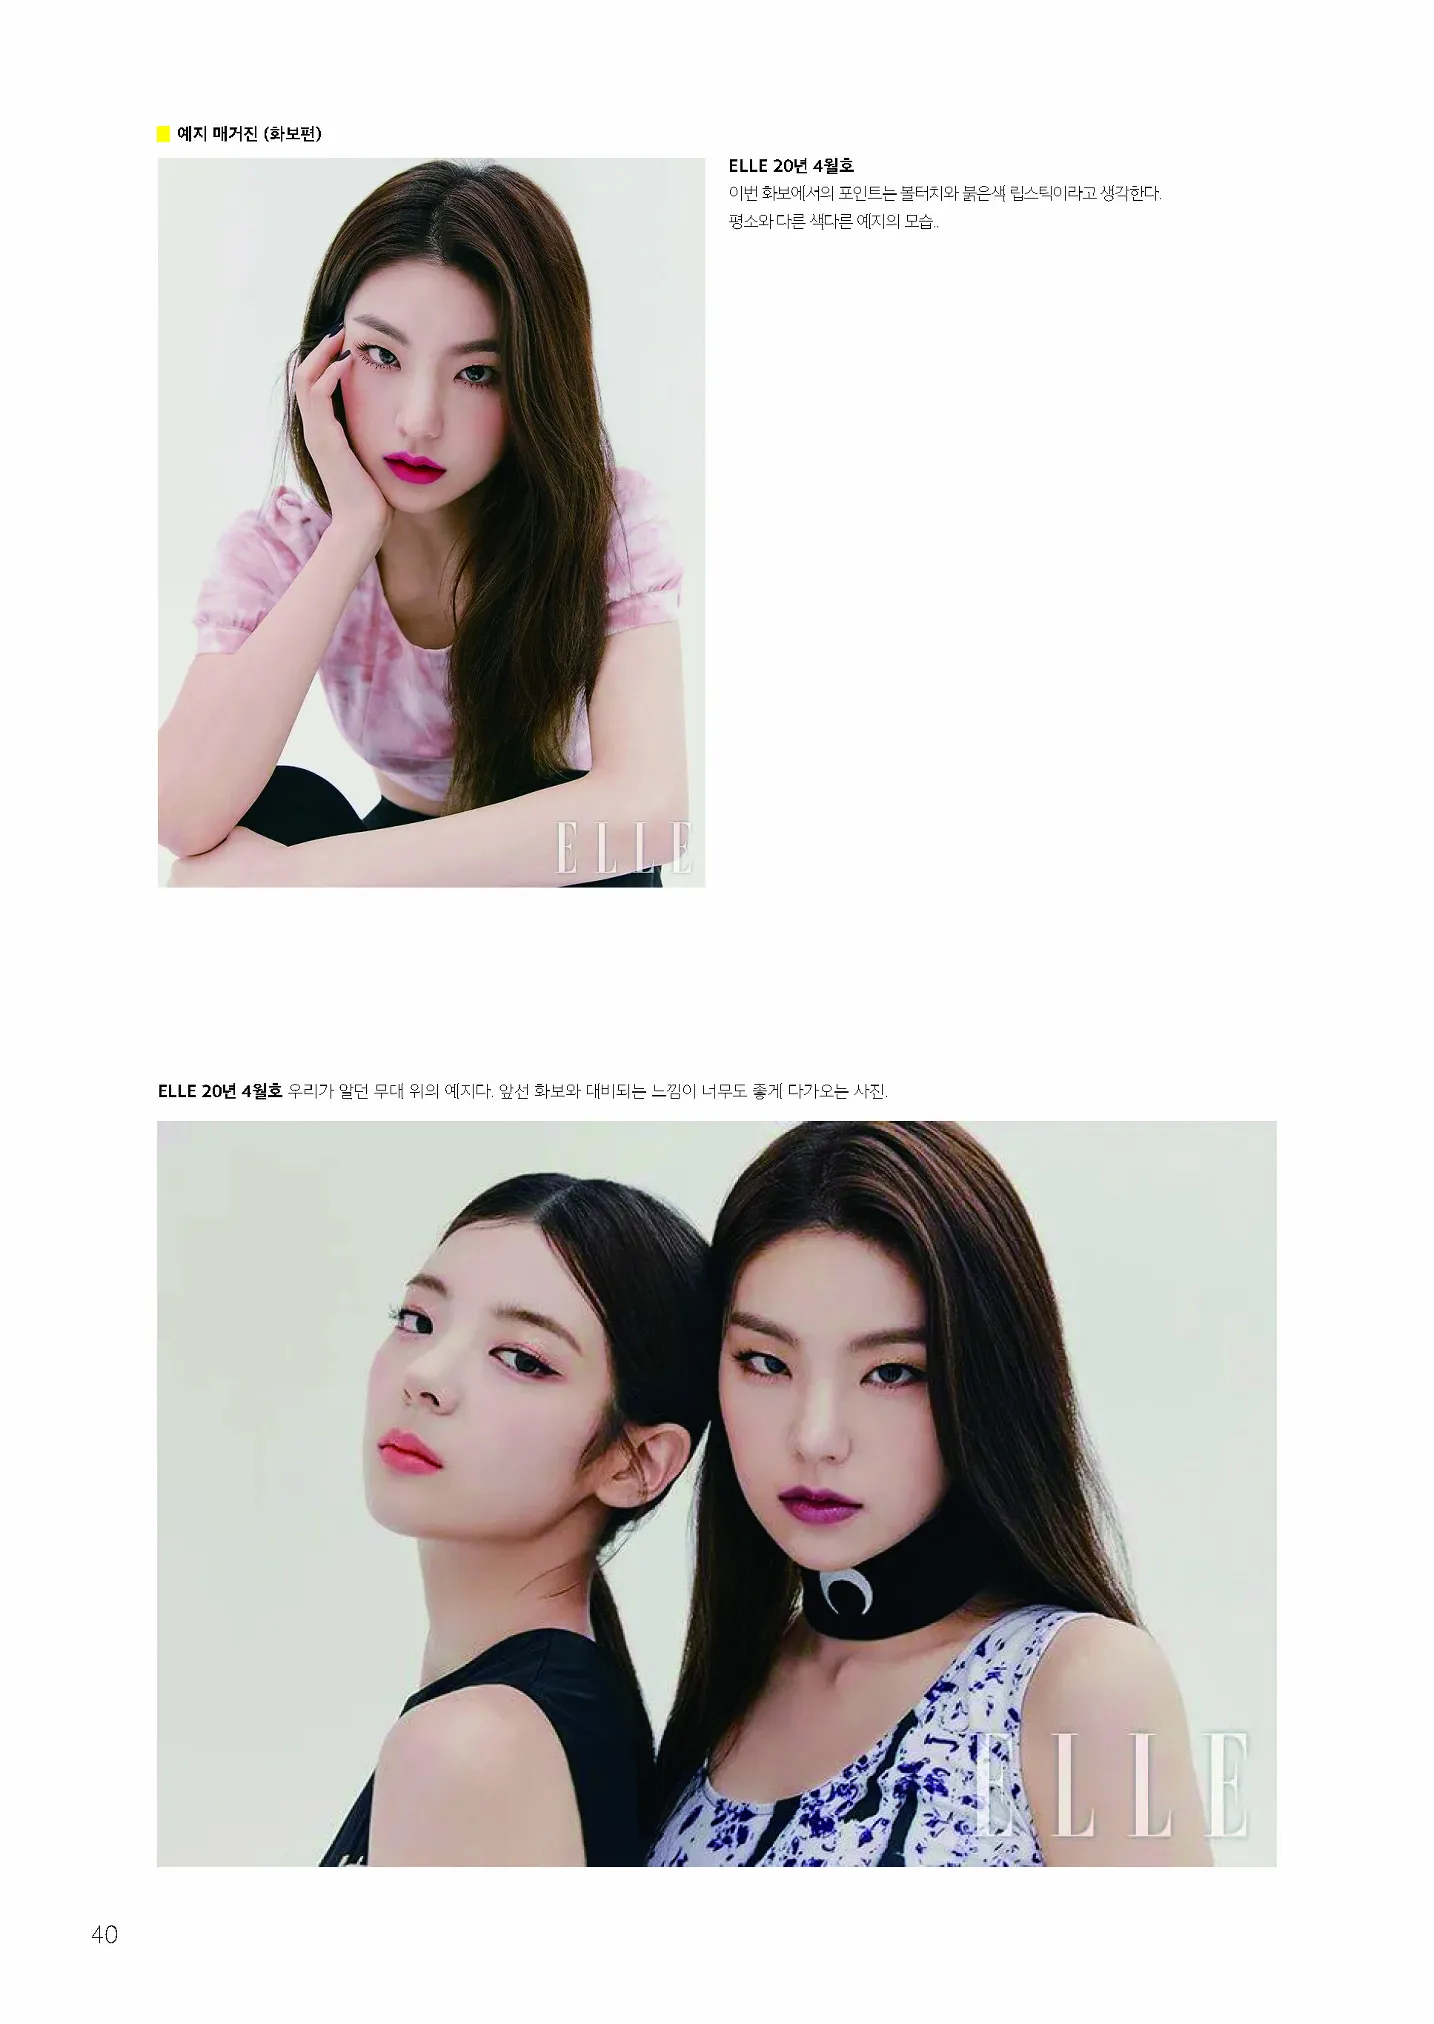 예지 매거진 (화보편)
ELLE 20년 4월호
이번 화보에서의 포인트는 볼터치와 붉은색 립스틱이라고 생각한다.
평소와 다른 색다른 예지의 모습..
ELLE
ELLE 20년 4월호 우리가 알던 무대 위의 예지다. 앞선 화보와 대비되는 느낌이 너무도 좋게 다가오는 사진.
ELLE
40